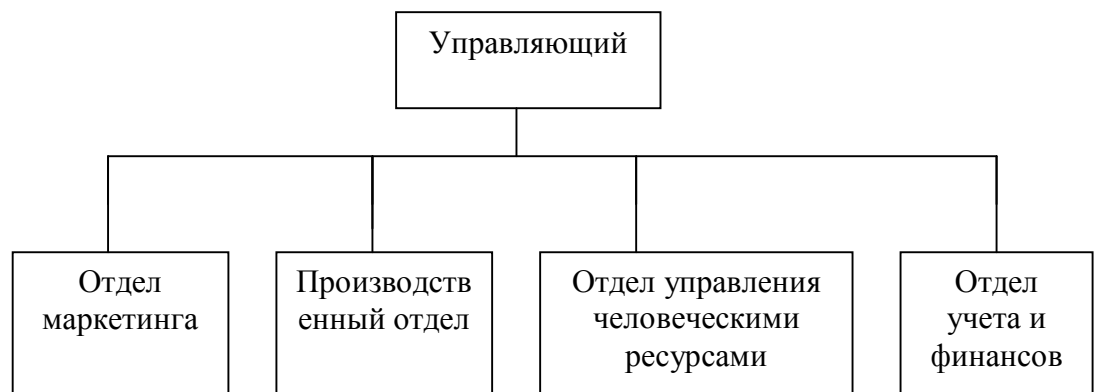 Управляющий
Отдел
маркетинга
Производств
енный отдел
Отдел управления
человеческими
ресурсами
Отдел
учета и
финансов